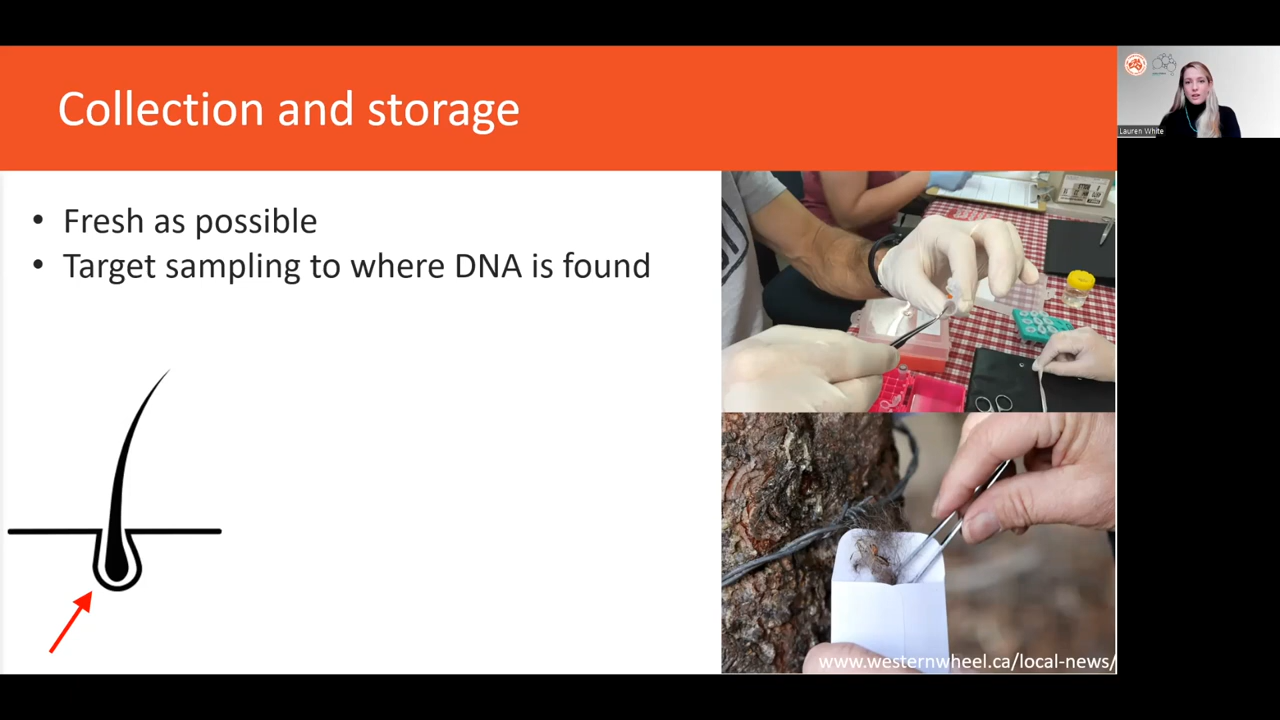 Collection and storage
• Fresh as possible
• Target sampling to where DNA is found
www.westernwheel.ca/local-news/
Lauren White